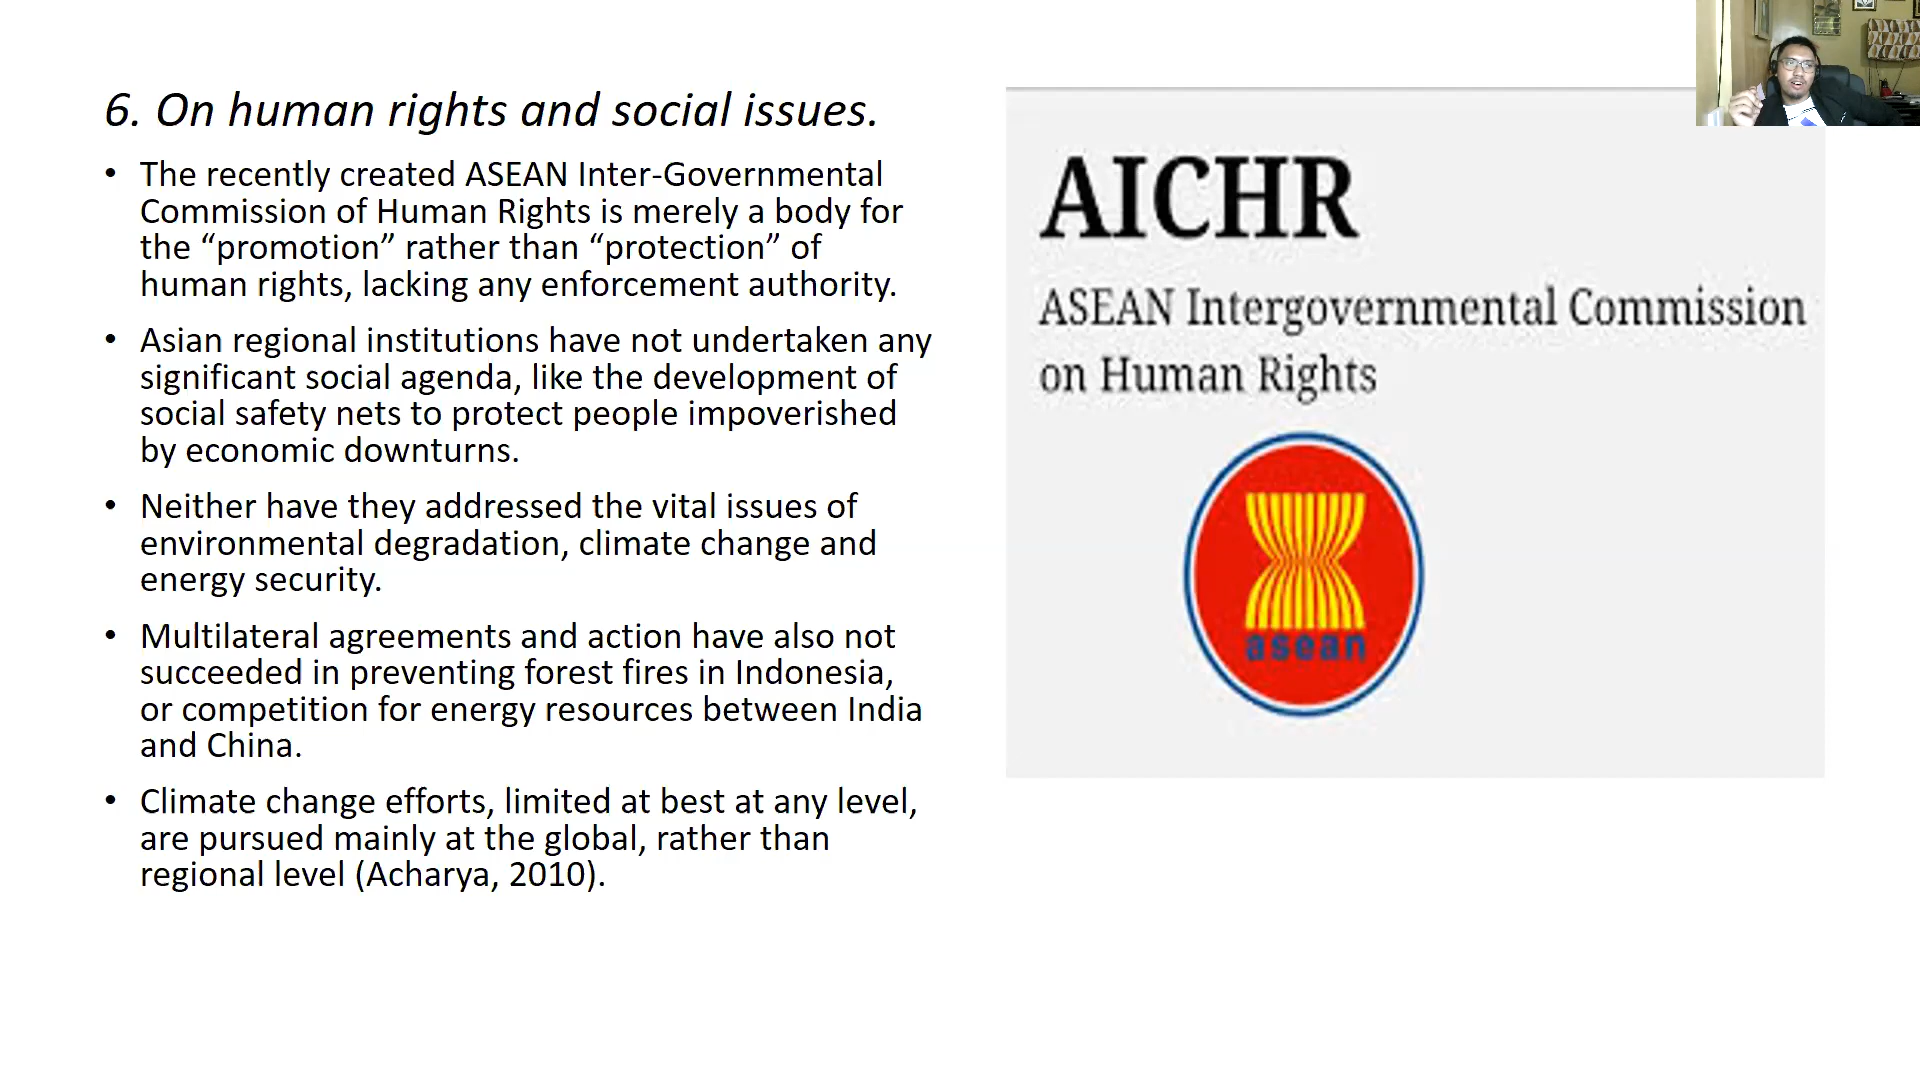 6. On human rights and social issues.
• The recently created ASEAN Inter-Governmental
Commission of Human Rights is merely a body for
the “promotion” rather than “protection” of
human rights, lacking any enforcement authority.
• Asian regional institutions have not undertaken any
significant social agenda, like the development of
social safety nets to protect people impoverished
by economic downturns.
• Neither have they addressed the vital issues of
environmental degradation, climate change and
energy security.
• Multilateral agreements and action have also not
succeeded in preventing forest fires in Indonesia,
or competition for energy resources between India
and China.
• Climate change efforts, limited at best at any level,
are pursued mainly at the global, rather than
regional level (Acharya, 2010).
AICHR
ASEAN Intergovernmental Commission
on Human Rights
asean